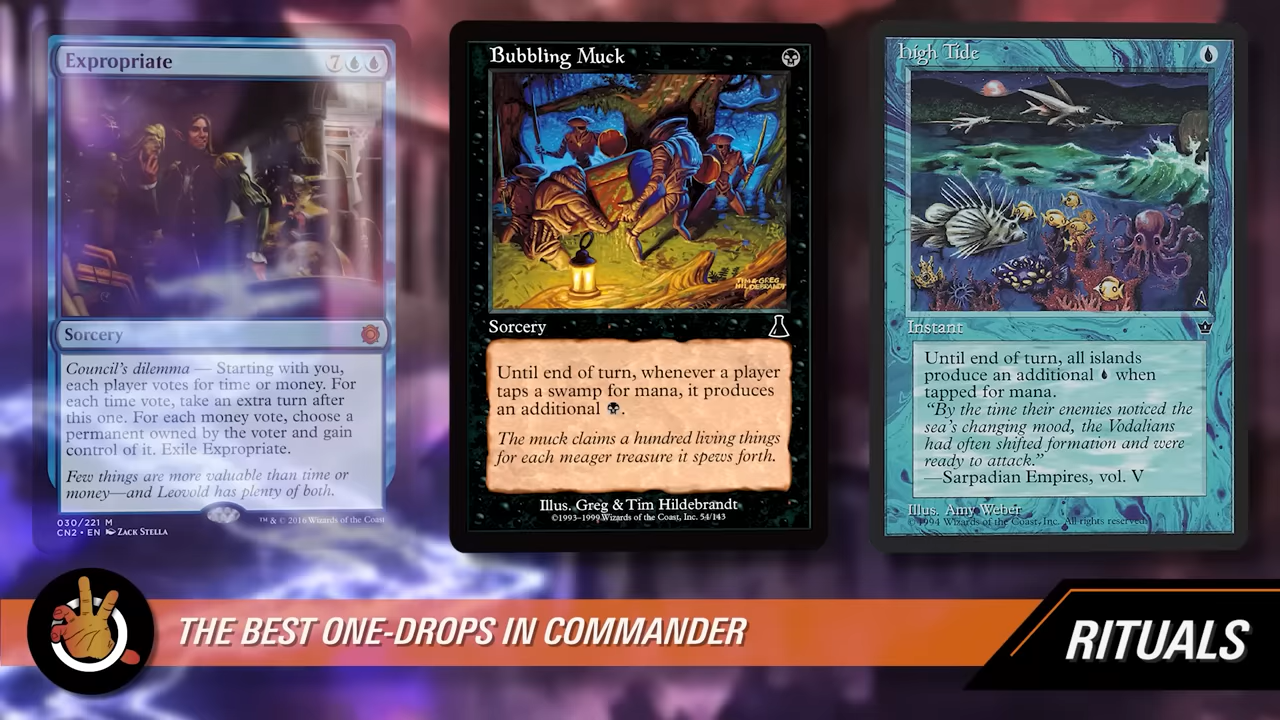 Expropriate
7
Sorcery
Council's dilemma — Starting with you,
each player votes for time or money. For
each time vote, take an extra turn after
this one. For each money vote, choose a
permanent owned by the voter and gain
control of it. Exile Expropriate.
Few things are more valuable than time or
money—and Leovold has plenty of both.
030/221 M
CN2 • EN ZACK STELLA
™ & © 2016 Wizards of the Coast
Bubbling Muck
TIM & GREG
HILDEBRANDT
Sorcery
Until end of turn, whenever a player
taps a swamp for mana, it produces
an additional .
The muck claims a hundred living things
for each meager treasure it spews forth.
Illus. Greg & Tim Hildebrandt
©1993–1999 Wizards of the Coast, Inc. 54/143
High Tide
Instant
Until end of turn, all islands
produce an additional when
tapped for mana.
“By the time their enemies noticed the
sea's changing mood, the Vodalians
had often shifted formation and were
ready to attack.”
—Sarpadian Empires, vol. V
Illus. Amy Weber
©1994 Wizards of the Coast, Inc. All rights reserved.
THE BEST ONE-DROPS IN COMMANDER
RITUALS